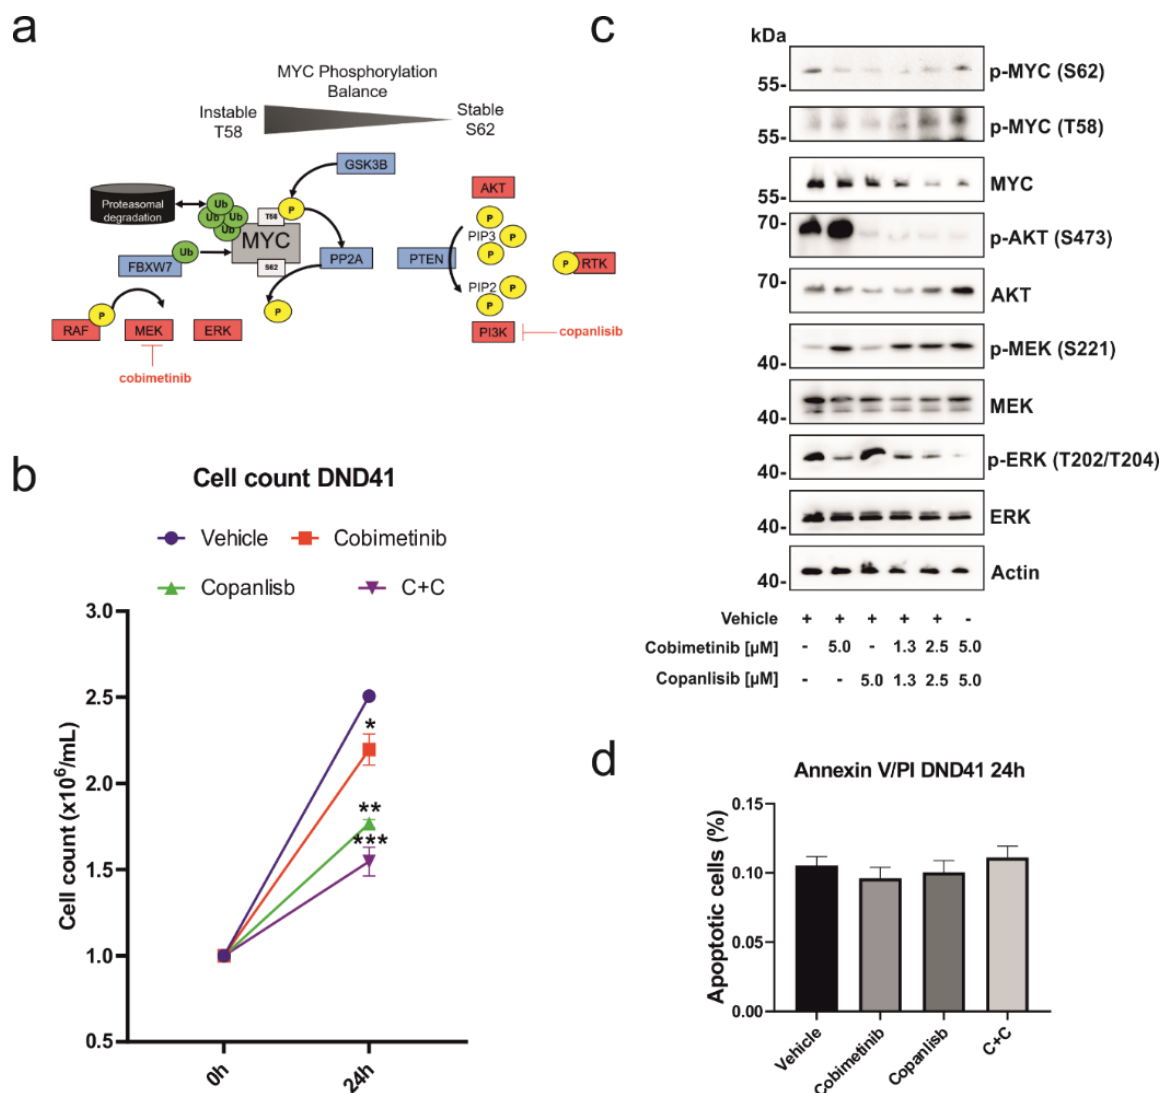 a
MYC Phosphorylation
Balance
Instable
T58
Stable
S62
GSK3B
AKT
Proteasomal
degradation
Ub
Ub
Ub
Ub
T58
P
MYC
P
PIP3
P
P
Ub
FBXW7
S62
PP2A
PTEN
P
RTK
PIP2
P
P
P
P
RAF
MEK
ERK
PI3K
copanlisib
cobimetinib
b
Cell count DND41
Vehicle
Cobimetinib
Copanlisb
C+C
Cell count (x10⁶/mL)
3.0
2.5
2.0
1.5
1.0
0.5
*
**
***
0h
24h
c
kDa
55-
p-MYC (S62)
55-
p-MYC (T58)
55-
MYC
70-
p-AKT (S473)
70-
AKT
40-
p-MEK (S221)
40-
MEK
40-
p-ERK (T202/T204)
40-
ERK
40-
Actin
Vehicle + + + + + -
Cobimetinib [µM] - 5.0 - 1.3 2.5 5.0
Copanlisib [µM] - - 5.0 1.3 2.5 5.0
d
Annexin V/PI DND41 24h
Apoptotic cells (%)
0.15
0.10
0.05
0.00
Vehicle
Cobimetinib
Copanlisb
C+C